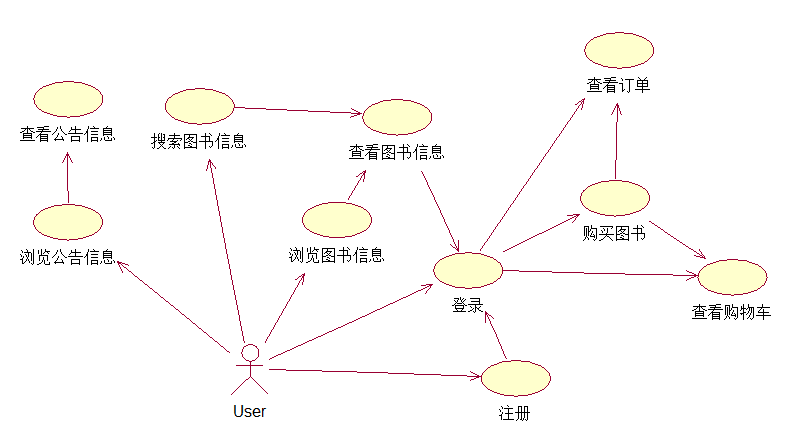 查看订单
查看公告信息
搜索图书信息
查看图书信息
购买图书
浏览公告信息
浏览图书信息
登录
查看购物车
User
注册